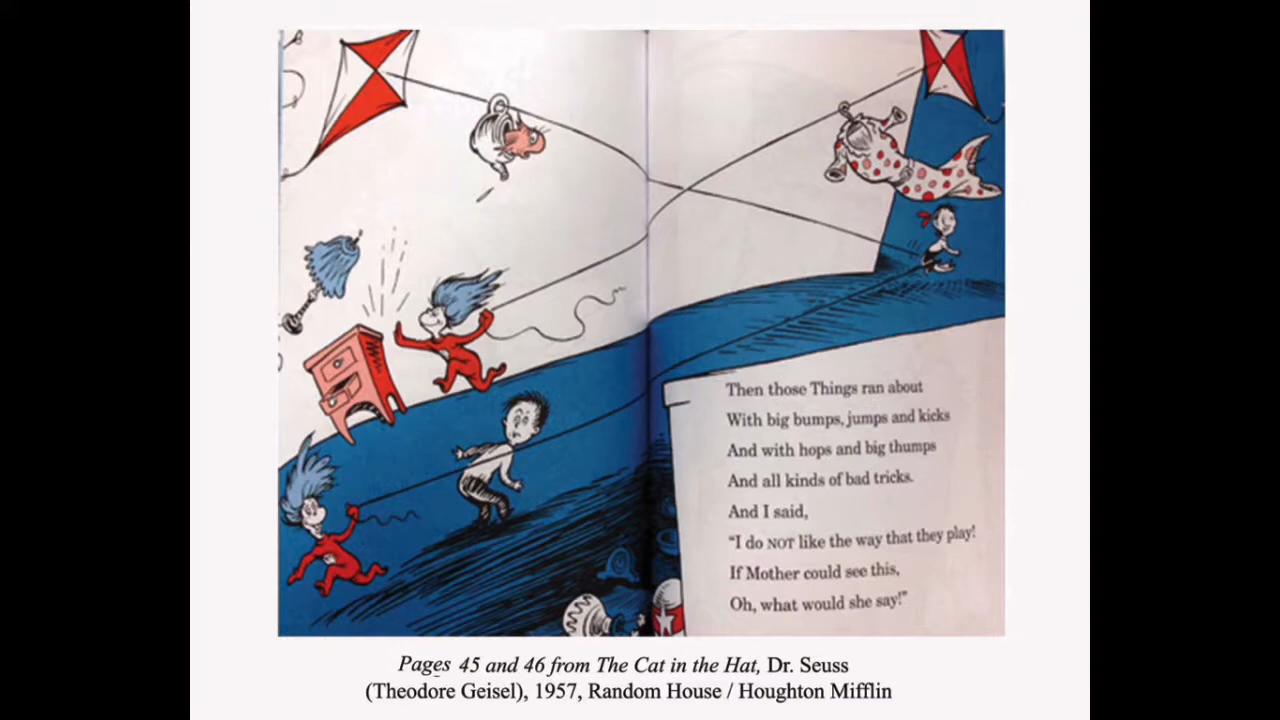 Then those Things ran about
With big bumps, jumps and kicks
And with hops and big thumps
And all kinds of bad tricks.
And I said,
“I do NOT like the way that they play!
If Mother could see this,
Oh, what would she say!”
Pages 45 and 46 from The Cat in the Hat, Dr. Seuss
(Theodore Geisel), 1957, Random House / Houghton Mifflin